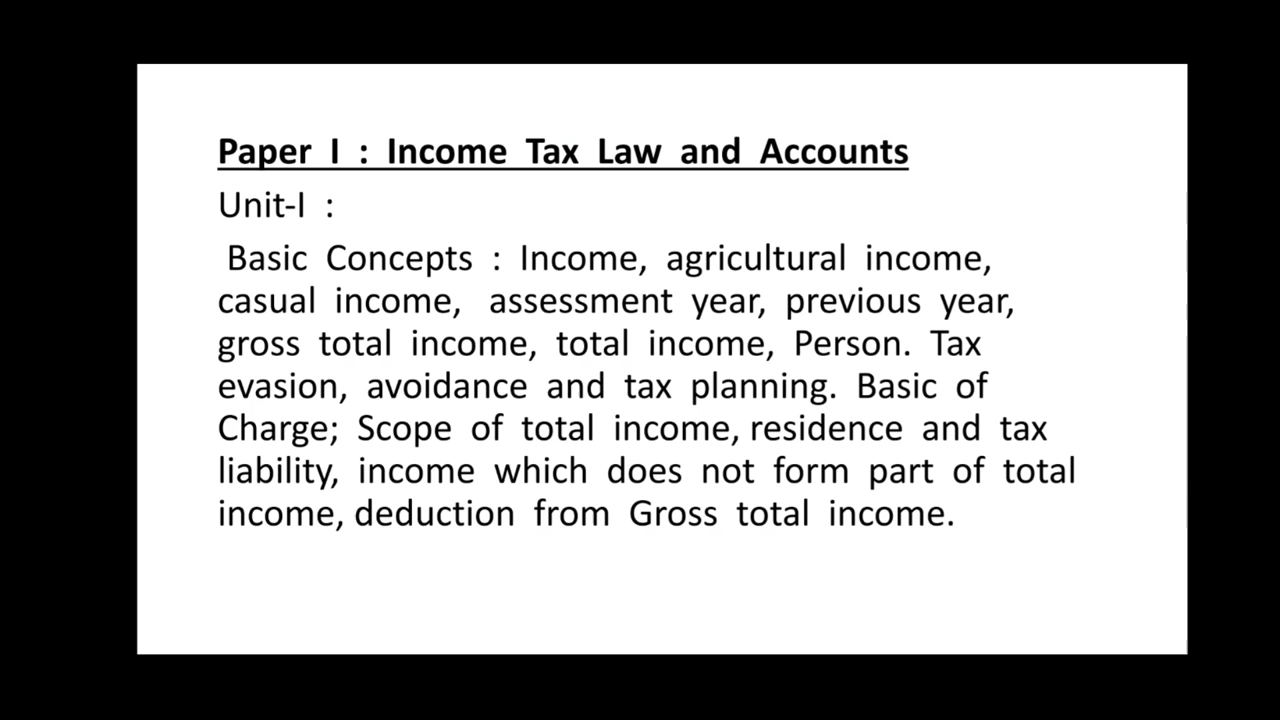 Paper I : Income Tax Law and Accounts
Unit-I :
Basic Concepts : Income, agricultural income,
casual income, assessment year, previous year,
gross total income, total income, Person. Tax
evasion, avoidance and tax planning. Basic of
Charge; Scope of total income, residence and tax
liability, income which does not form part of total
income, deduction from Gross total income.